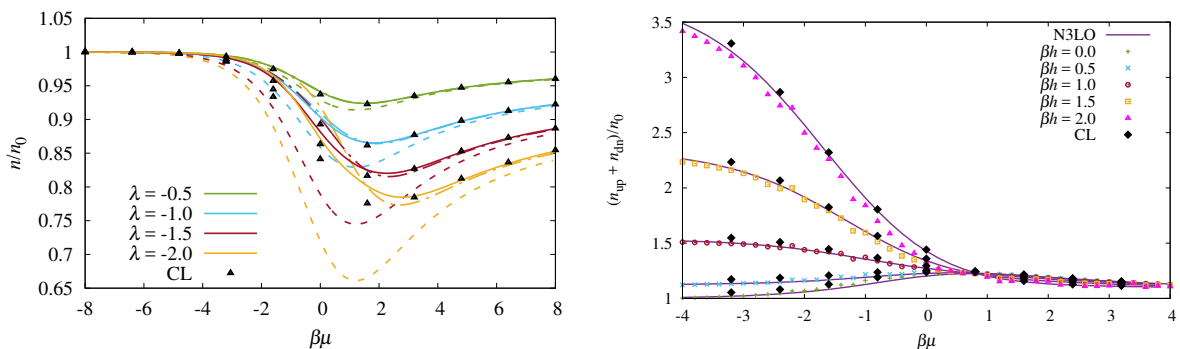 1.05
1
0.95
0.9
0.85
0.8
0.75
0.7
0.65
n/n0
λ = -0.5
λ = -1.0
λ = -1.5
λ = -2.0
CL
-8 -6 -4 -2 0 2 4 6 8
βμ
3.5
3
2.5
2
1.5
1
(nup + ndn)/n0
N3LO
βh = 0.0
βh = 0.5
βh = 1.0
βh = 1.5
βh = 2.0
CL
-4 -3 -2 -1 0 1 2 3 4
βμ